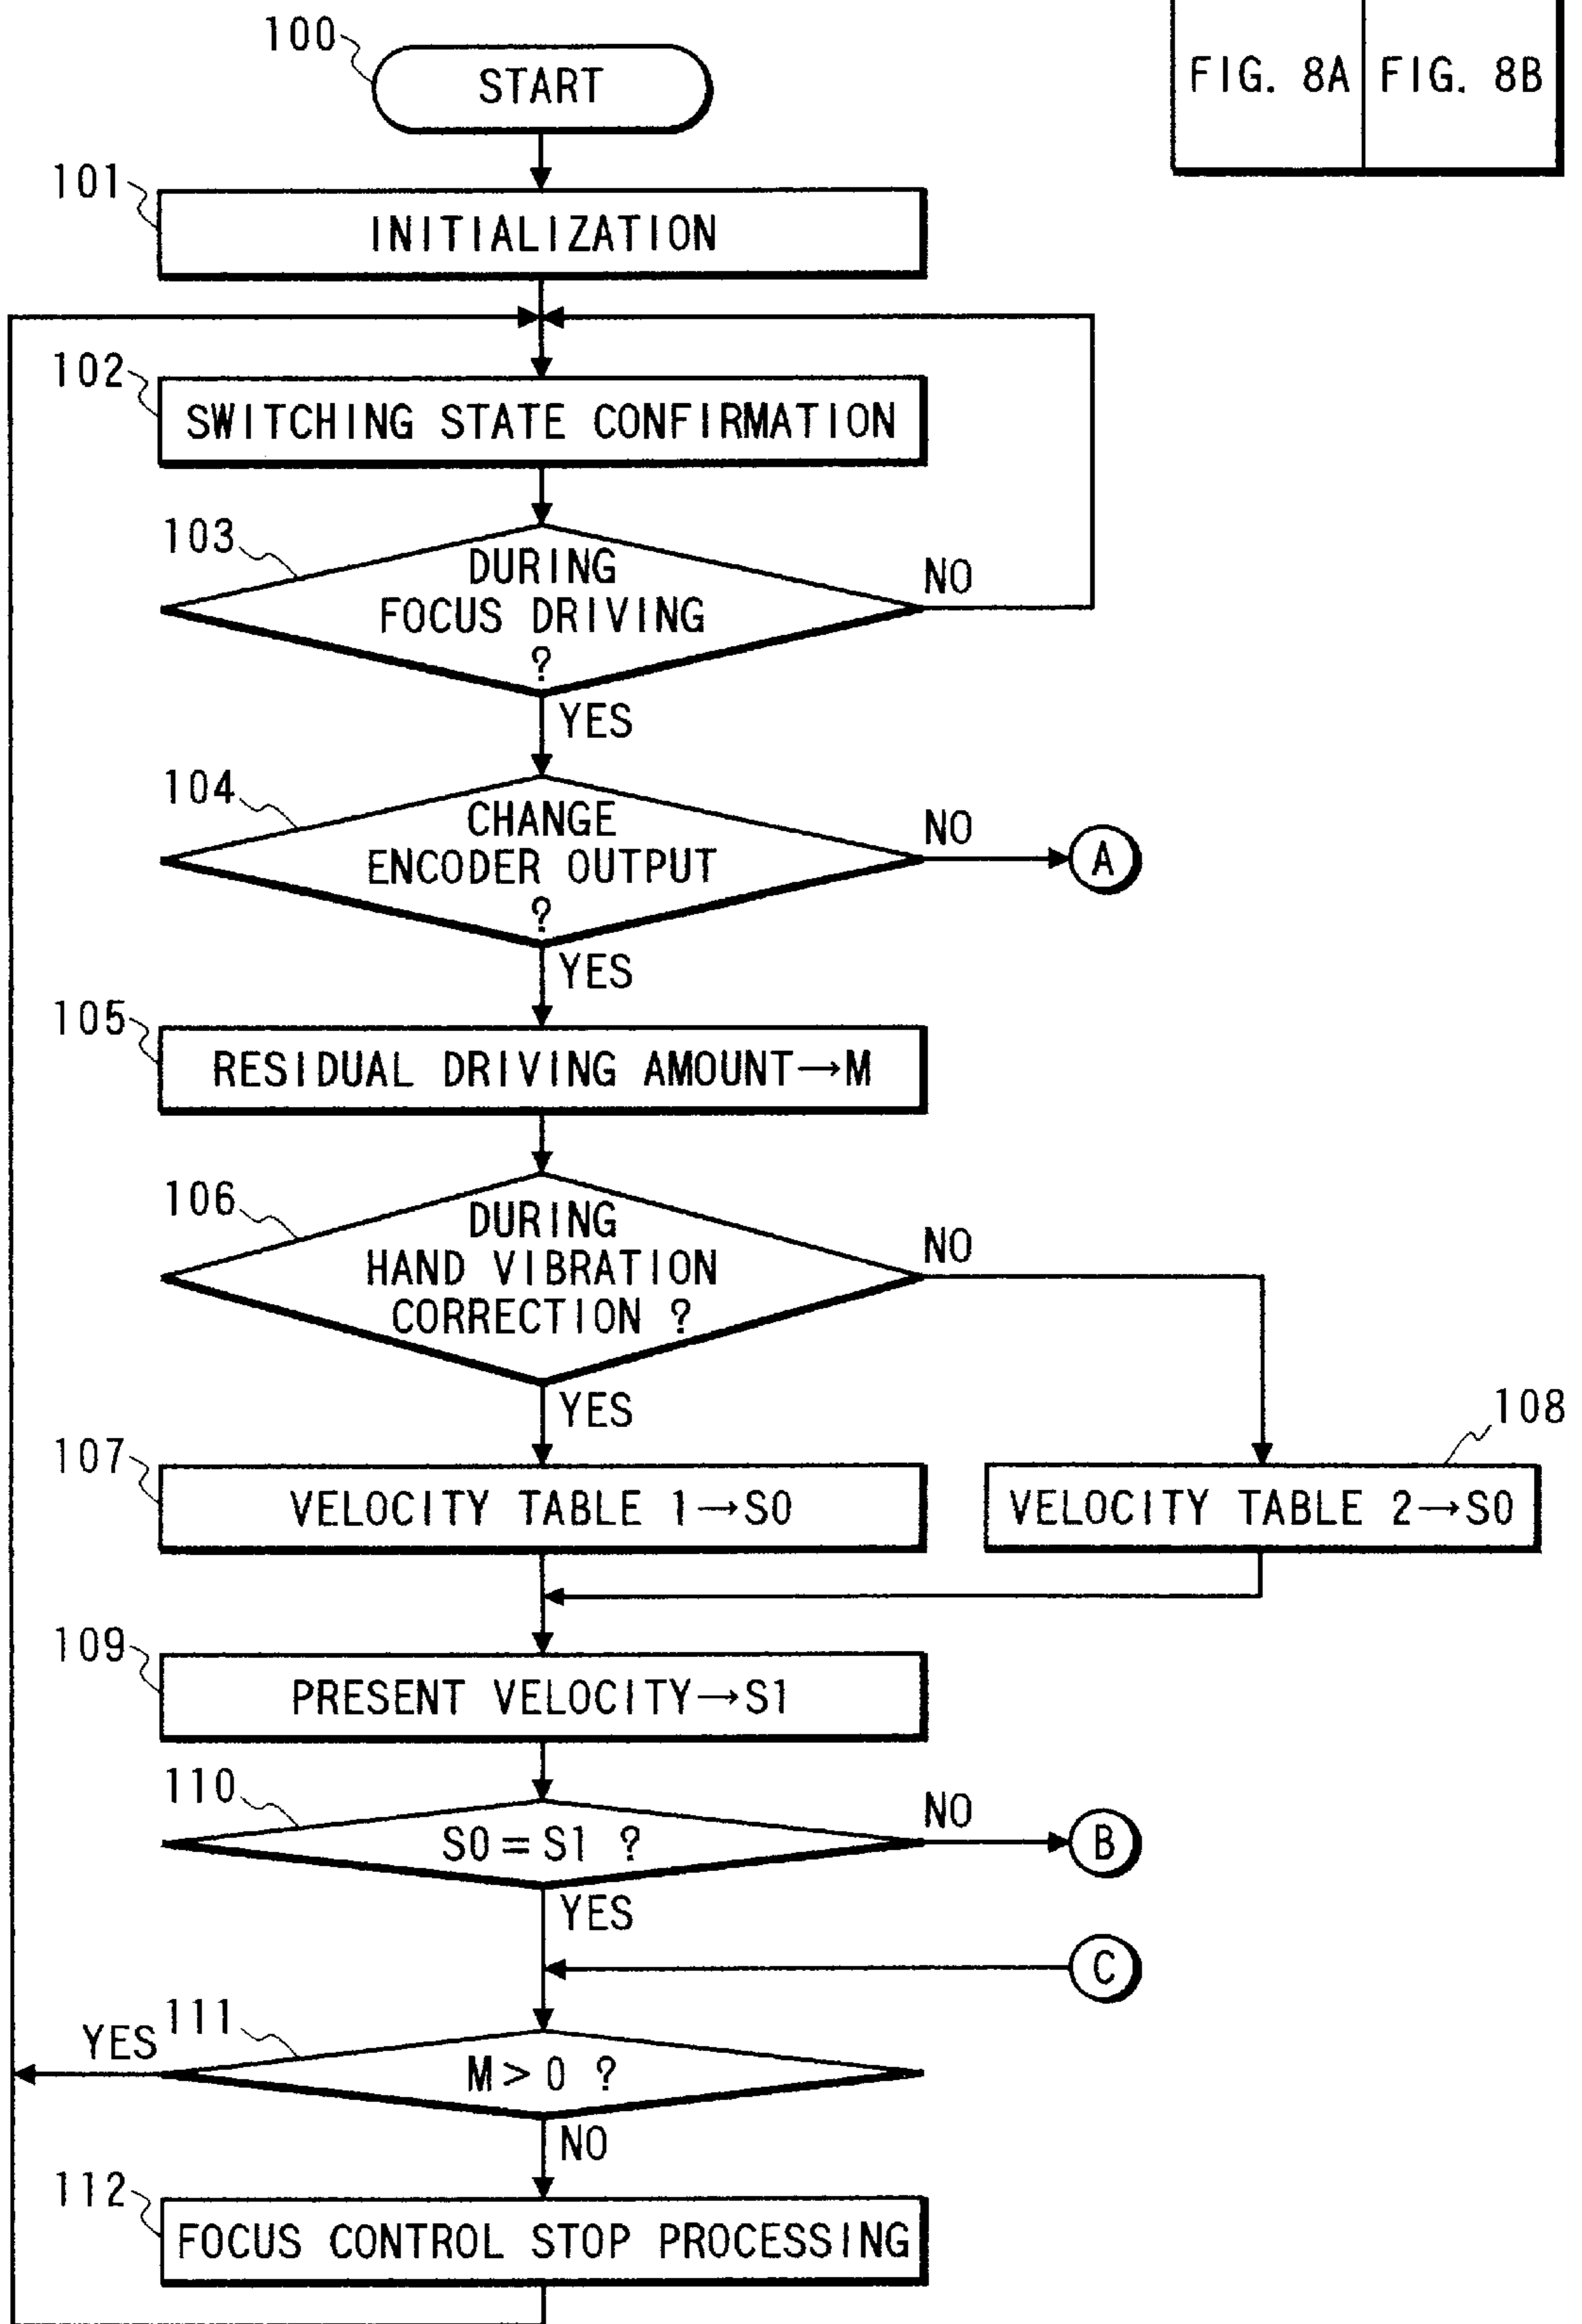 100
START
FIG. 8A
FIG. 8B
101
INITIALIZATION
102
SWITCHING STATE CONFIRMATION
103
DURING
FOCUS DRIVING
?
NO
YES
104
CHANGE
ENCODER OUTPUT
?
NO
A
YES
105
RESIDUAL DRIVING AMOUNT→M
106
DURING
HAND VIBRATION
CORRECTION ?
NO
YES
107
VELOCITY TABLE 1→S0
108
VELOCITY TABLE 2→S0
109
PRESENT VELOCITY→S1
110
S0=S1 ?
NO
B
YES
C
111
YES
M>0 ?
NO
112
FOCUS CONTROL STOP PROCESSING